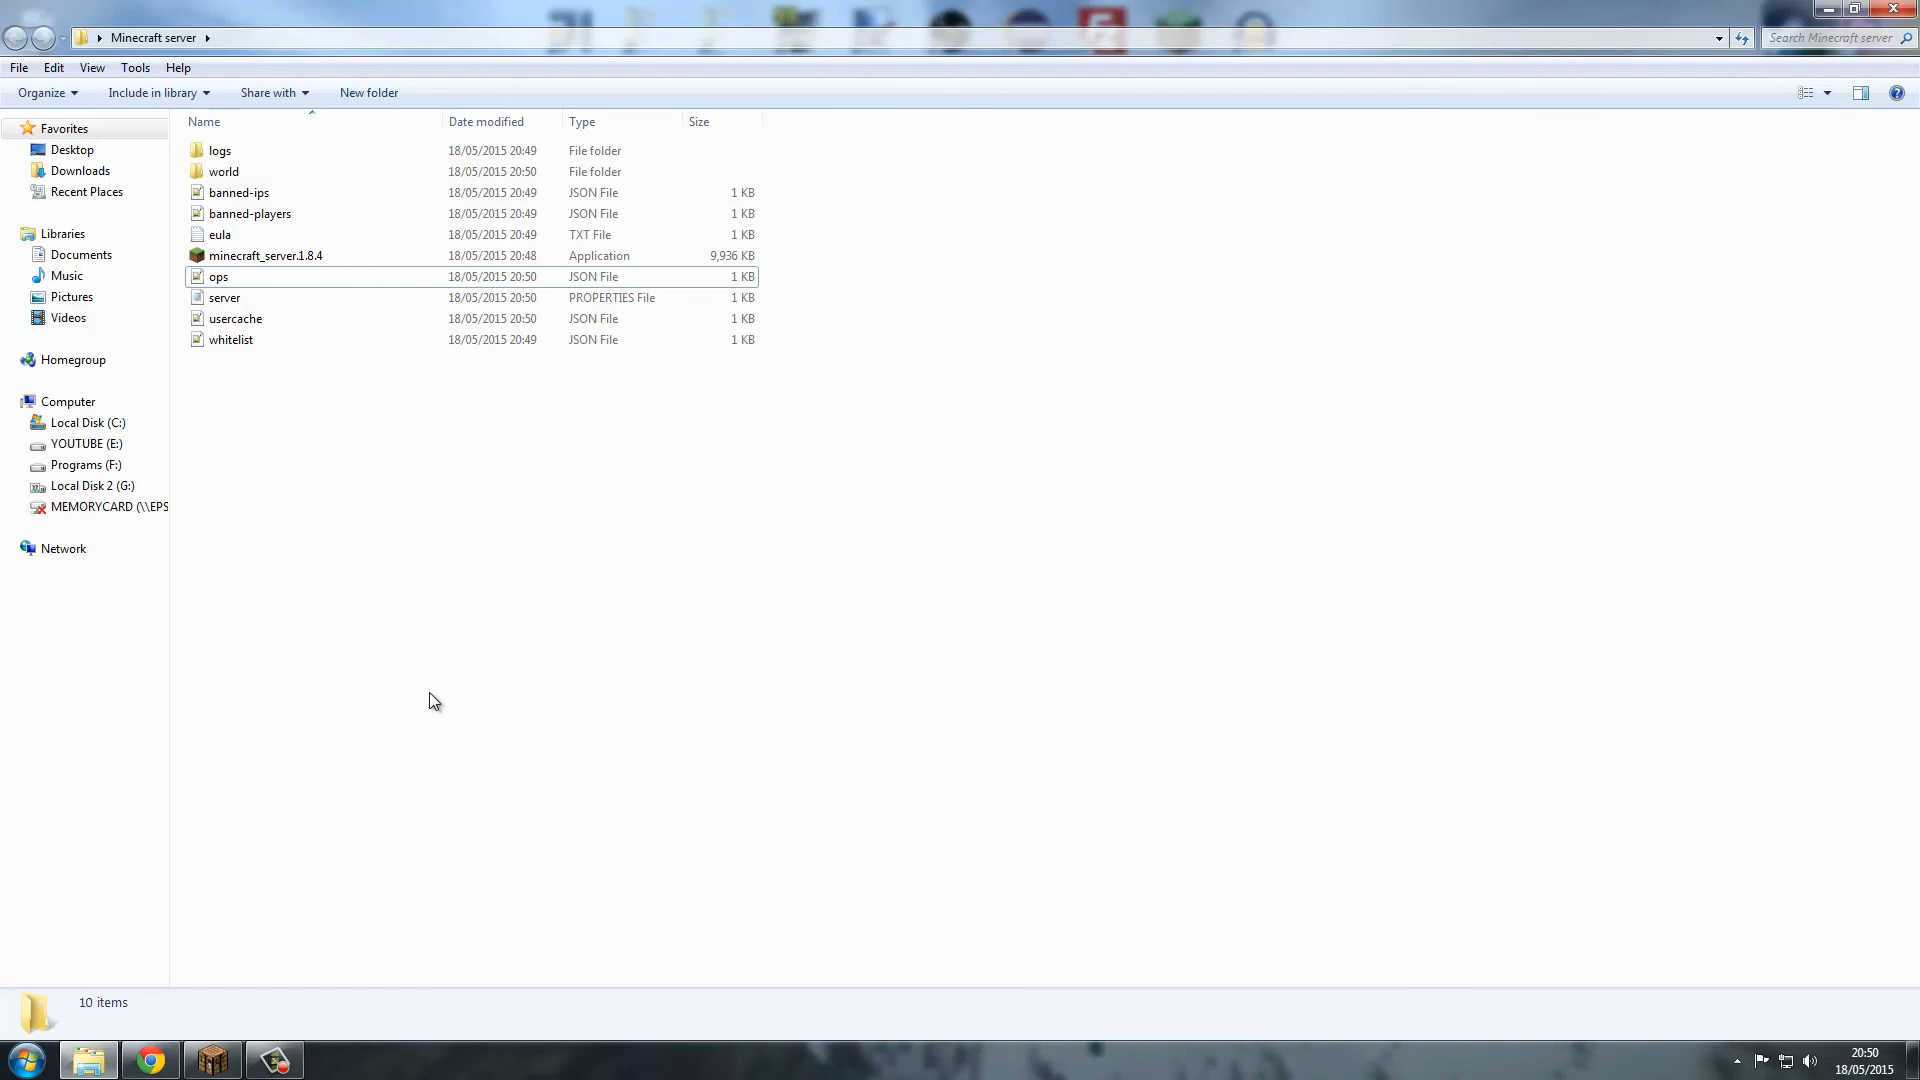 Minecraft server
Search Minecraft server
File Edit View Tools Help
Organize Include in library Share with New folder
Name Date modified Type Size
Favorites
Desktop
Downloads
Recent Places
Libraries
Documents
Music
Pictures
Videos
Homegroup
Computer
Local Disk (C:)
YOUTUBE (E:)
Programs (F:)
Local Disk 2 (G:)
MEMORYCARD (\\EPS
Network
logs 18/05/2015 20:49 File folder
world 18/05/2015 20:50 File folder
banned-ips 18/05/2015 20:49 JSON File 1 KB
banned-players 18/05/2015 20:49 JSON File 1 KB
eula 18/05/2015 20:49 TXT File 1 KB
minecraft_server.1.8.4 18/05/2015 20:48 Application 9,936 KB
ops 18/05/2015 20:50 JSON File 1 KB
server 18/05/2015 20:50 PROPERTIES File 1 KB
usercache 18/05/2015 20:50 JSON File 1 KB
whitelist 18/05/2015 20:49 JSON File 1 KB
10 items
20:50
18/05/2015